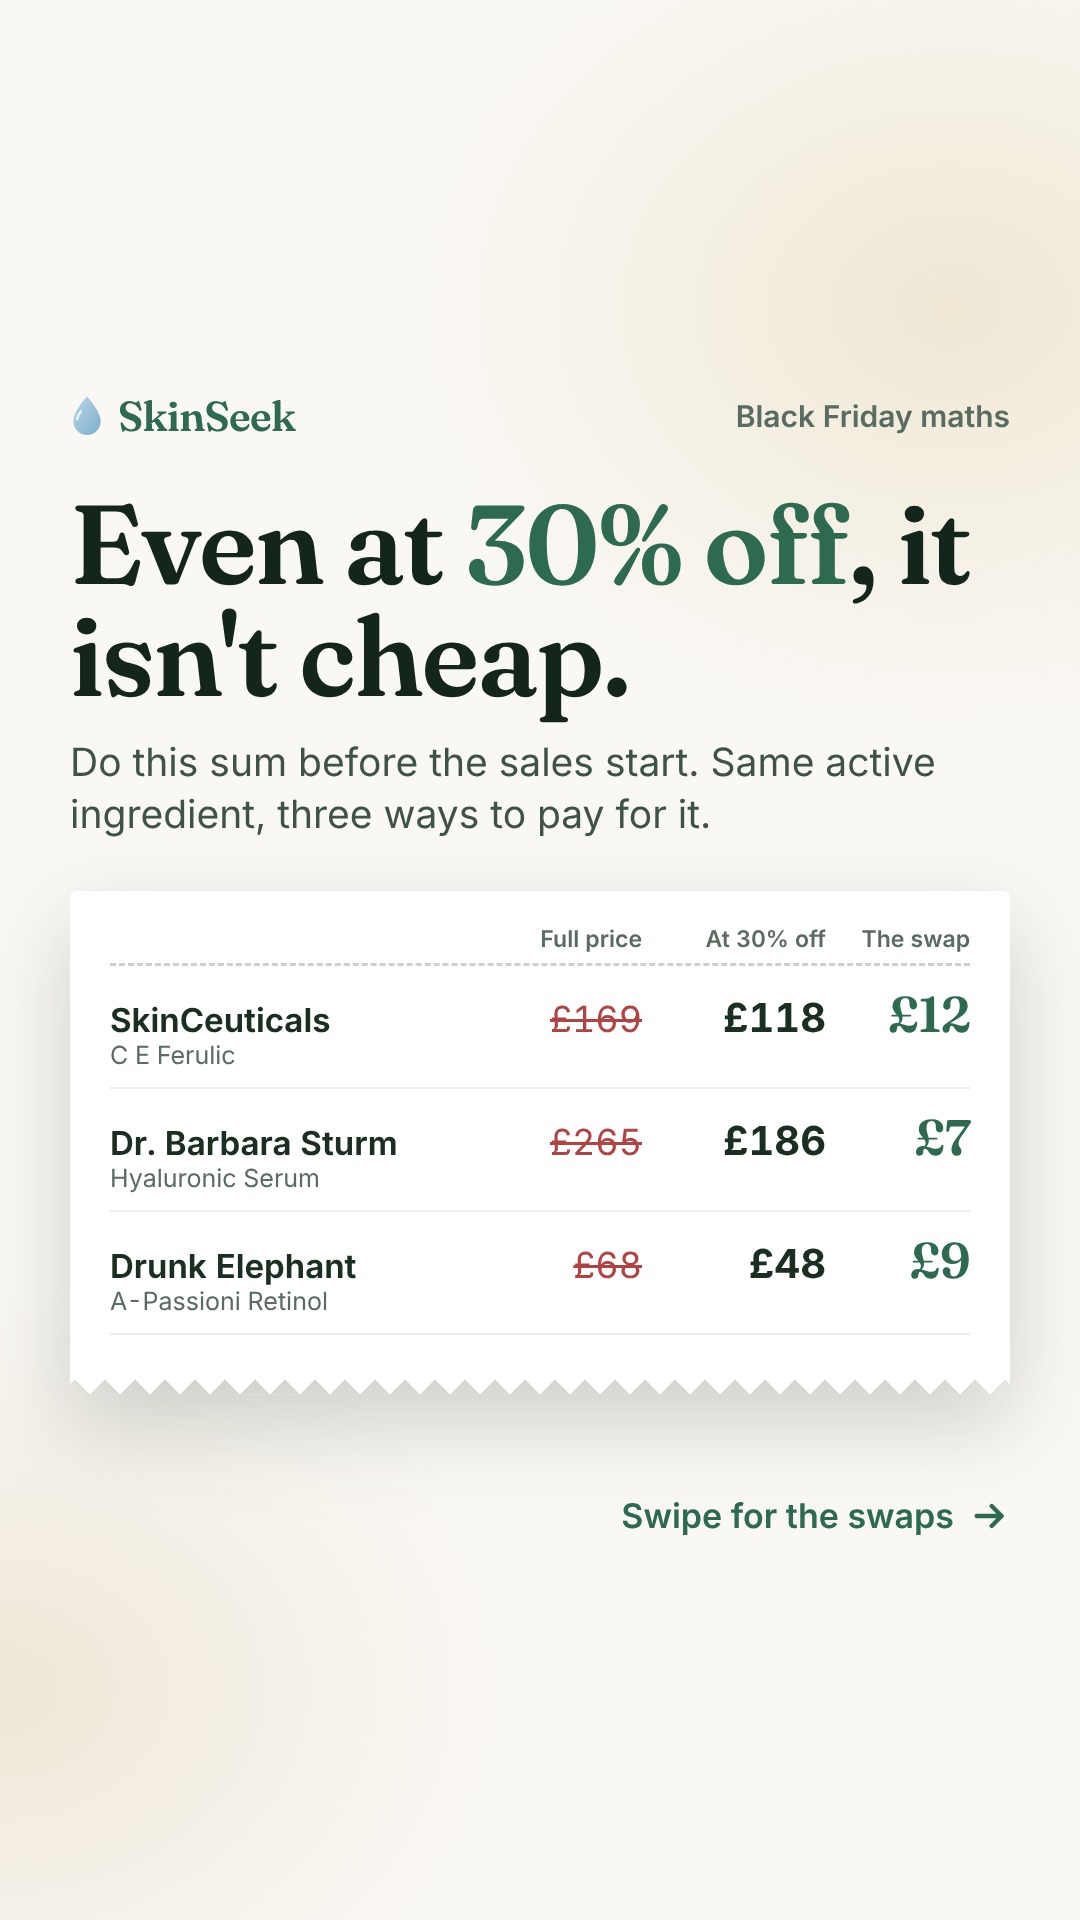 SkinSeek
Black Friday maths
Even at 30% off, it
isn't cheap.
Do this sum before the sales start. Same active
ingredient, three ways to pay for it.
Full price At 30% off The swap
SkinCeuticals £169 £118 £12
C E Ferulic
Dr. Barbara Sturm £265 £186 £7
Hyaluronic Serum
Drunk Elephant £68 £48 £9
A-Passioni Retinol
Swipe for the swaps →